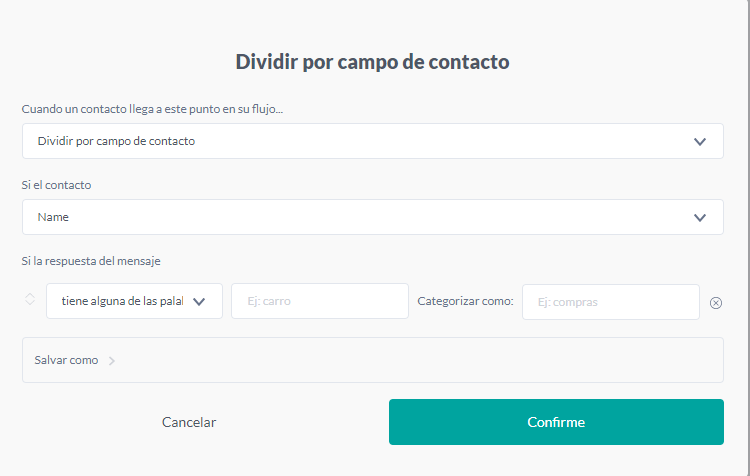 Dividir por campo de contacto
Cuando un contacto llega a este punto en su flujo...
Dividir por campo de contacto
Si el contacto
Name
Si la respuesta del mensaje
tiene alguna de las palal Ej: carro Categorizar como: Ej: compras
Salvar como
Cancelar Confirme